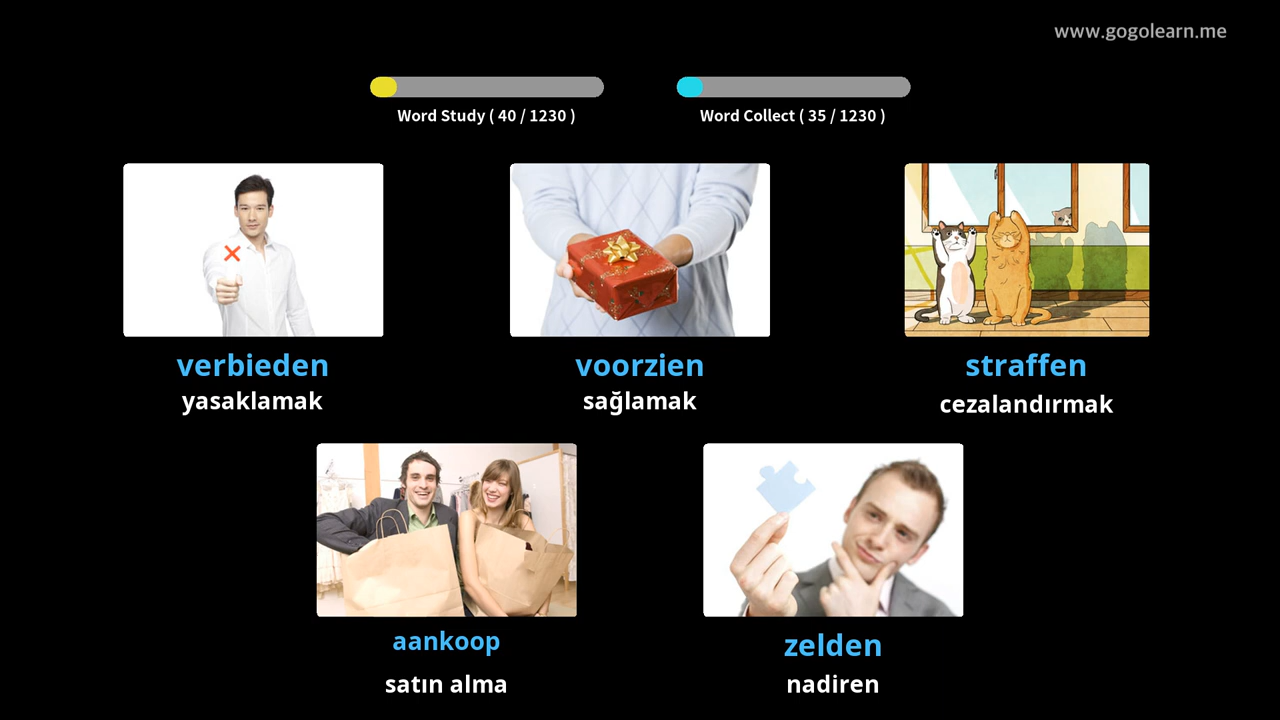 www.gogolearn.me
Word Study ( 40 / 1230 )
Word Collect ( 35 / 1230 )
verbieden
yasaklamak
voorzien
sağlamak
straffen
cezalandırmak
aankoop
satın alma
zelden
nadiren